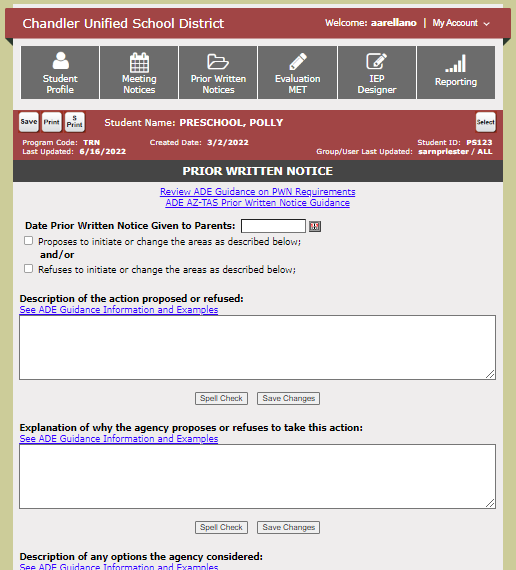 Chandler Unified School District
Welcome: aarellano | My Account
Student Profile
Meeting Notices
Prior Written Notices
Evaluation MET
IEP Designer
Reporting
Save Print S Print Student Name: PRESCHOOL, POLLY Select
Program Code: TRN Created Date: 3/2/2022 Student ID: PS123
Last Updated: 6/16/2022 Group/User Last Updated: sarnpriester / ALL
PRIOR WRITTEN NOTICE
Review ADE Guidance on PWN Requirements
ADE AZ-TAS Prior Written Notice Guidance
Date Prior Written Notice Given to Parents:
Proposes to initiate or change the areas as described below;
and/or
Refuses to initiate or change the areas as described below;
Description of the action proposed or refused:
See ADE Guidance Information and Examples
Spell Check Save Changes
Explanation of why the agency proposes or refuses to take this action:
See ADE Guidance Information and Examples
Spell Check Save Changes
Description of any options the agency considered:
See ADE Guidance Information and Examples